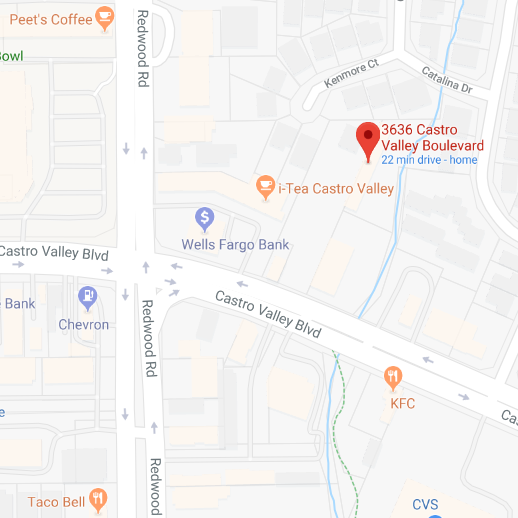 Peet's Coffee
Redwood Rd
Bowl
Kenmore Ct
Catalina Dr
3636 Castro
Valley Boulevard
22 min drive - home
i-Tea Castro Valley
Wells Fargo Bank
Castro Valley Blvd
e Bank
Chevron
Redwood Rd
Castro Valley Blvd
KFC
Cas
e
Taco Bell
Redwood
CVS